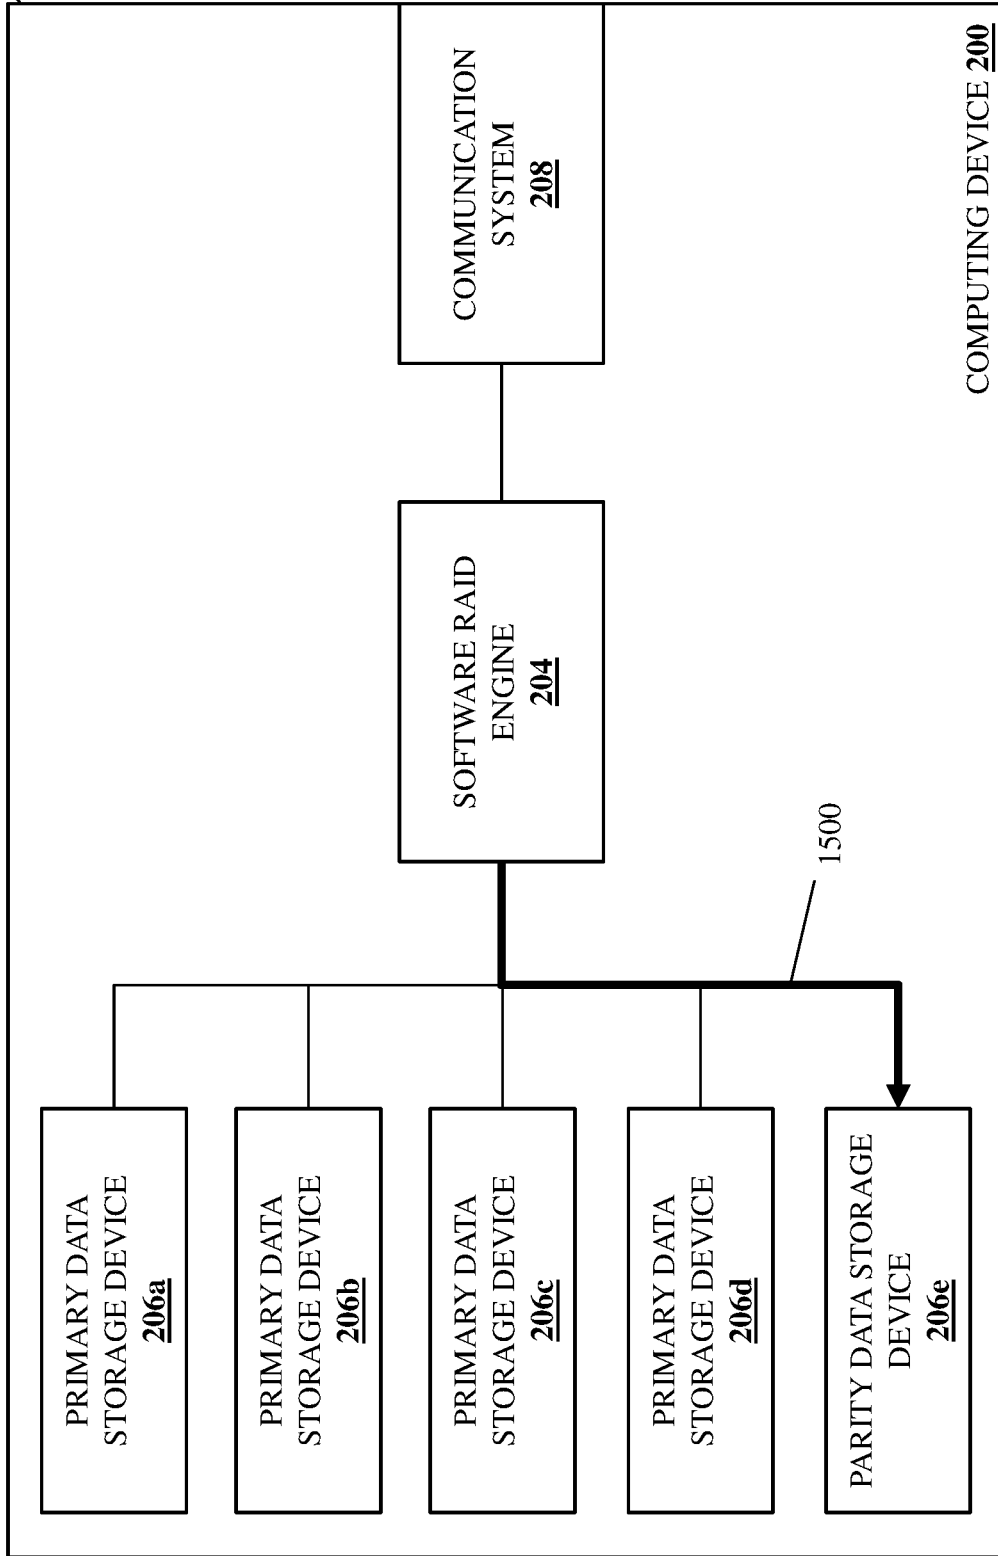 PRIMARY DATA
STORAGE DEVICE
206a
PRIMARY DATA
STORAGE DEVICE
206b
PRIMARY DATA
STORAGE DEVICE
206c
PRIMARY DATA
STORAGE DEVICE
206d
PARITY DATA STORAGE
DEVICE
206e
1500
SOFTWARE RAID
ENGINE
204
COMMUNICATION
SYSTEM
208
COMPUTING DEVICE 200